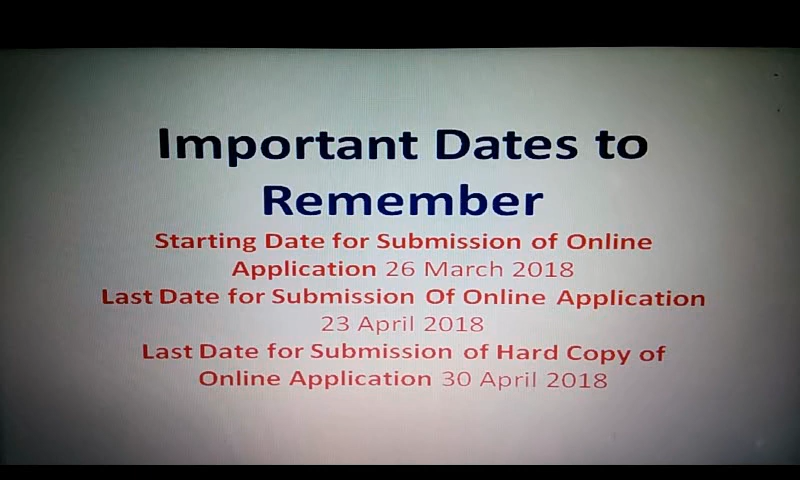 Important Dates to
Remember
Starting Date for Submission of Online
Application 26 March 2018
Last Date for Submission Of Online Application
23 April 2018
Last Date for Submission of Hard Copy of
Online Application 30 April 2018